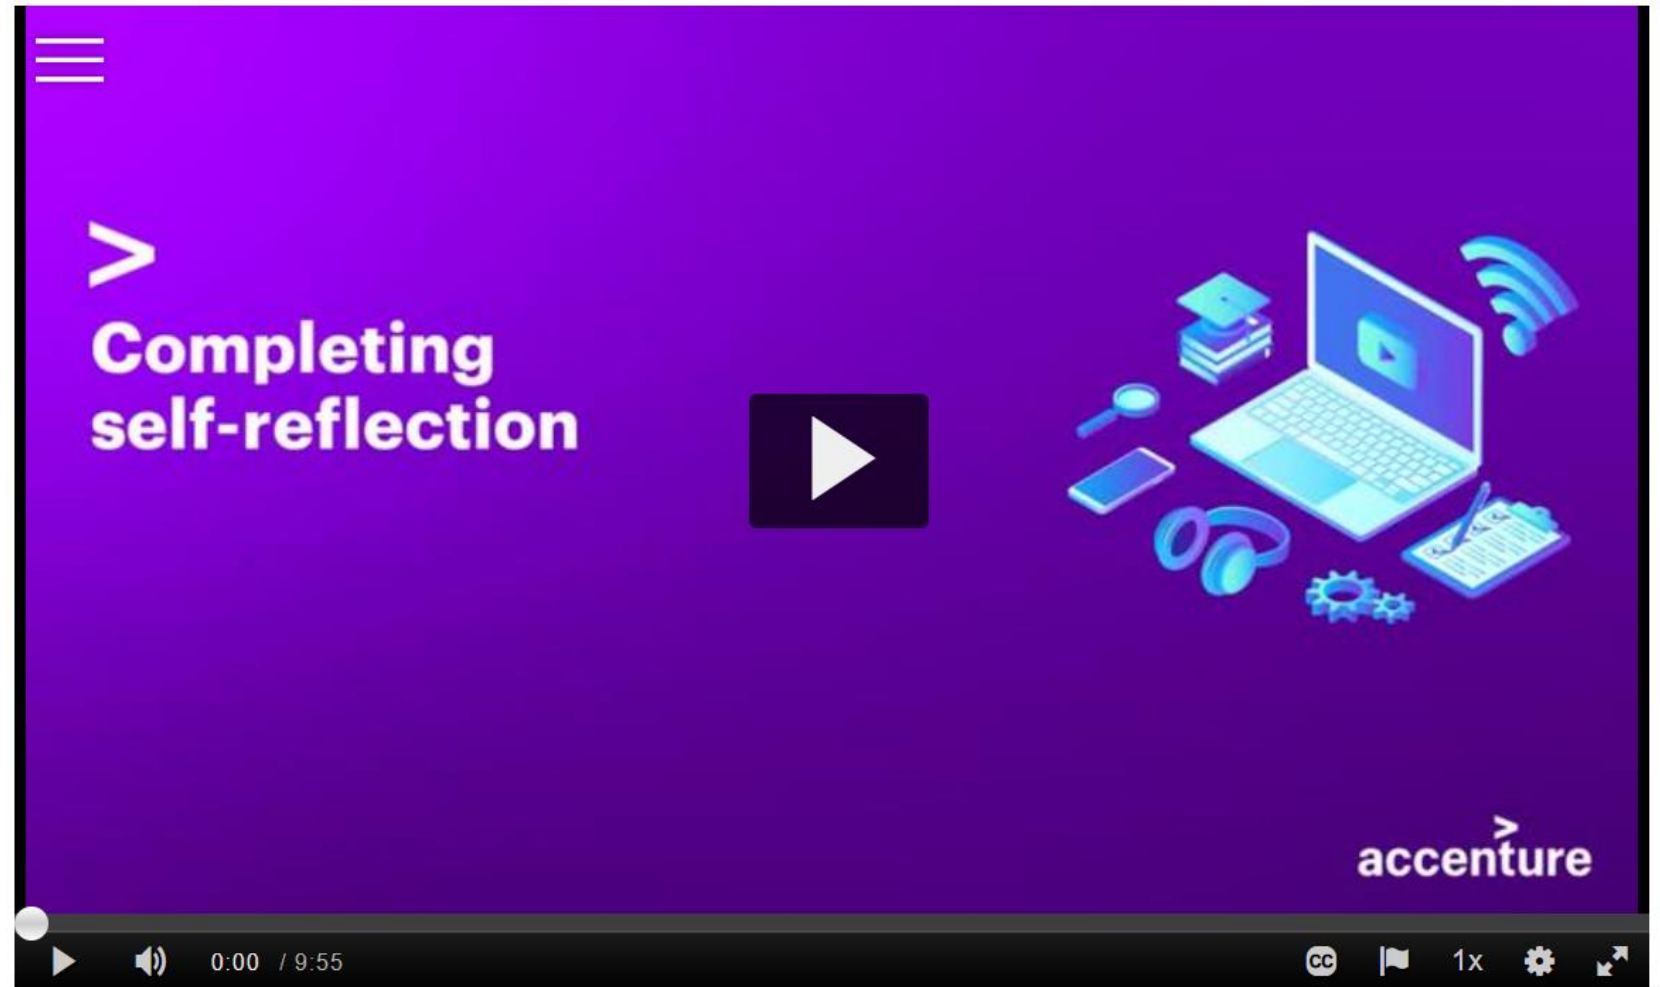 >
Completing
self-reflection
accenture
0:00 / 9:55
CC
1x